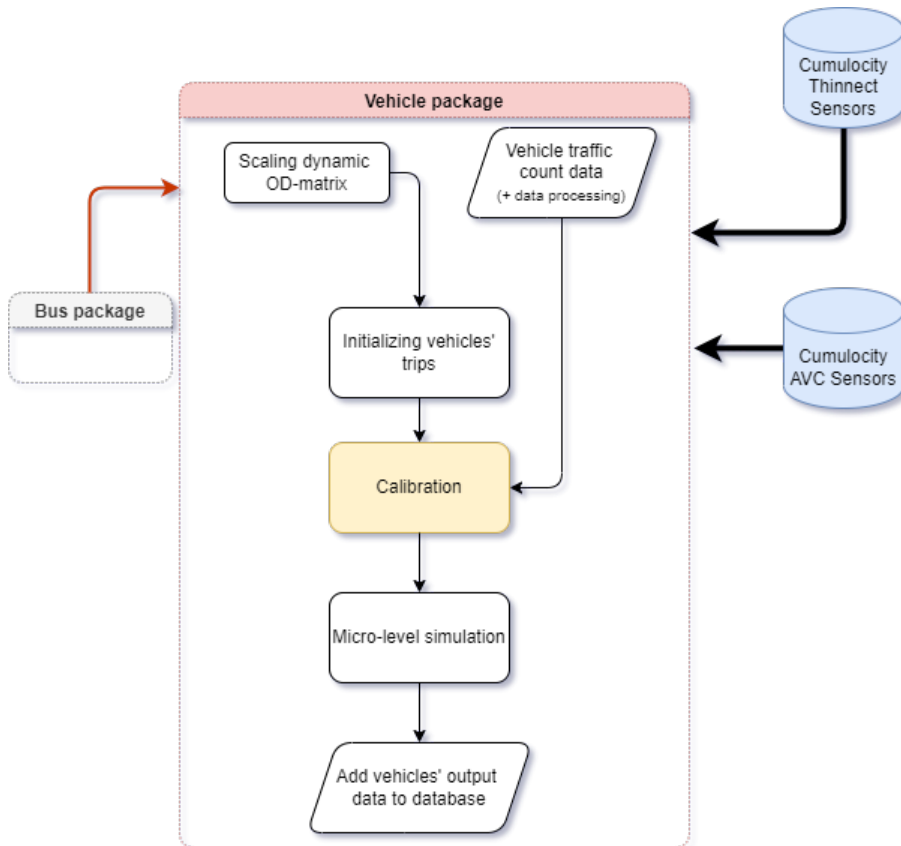 Cumulocity
Thinnect
Sensors
Vehicle package
Scaling dynamic
OD-matrix
Vehicle traffic
count data
(+ data processing)
Bus package
Initializing vehicles'
trips
Cumulocity
AVC Sensors
Calibration
Micro-level simulation
Add vehicles' output
data to database